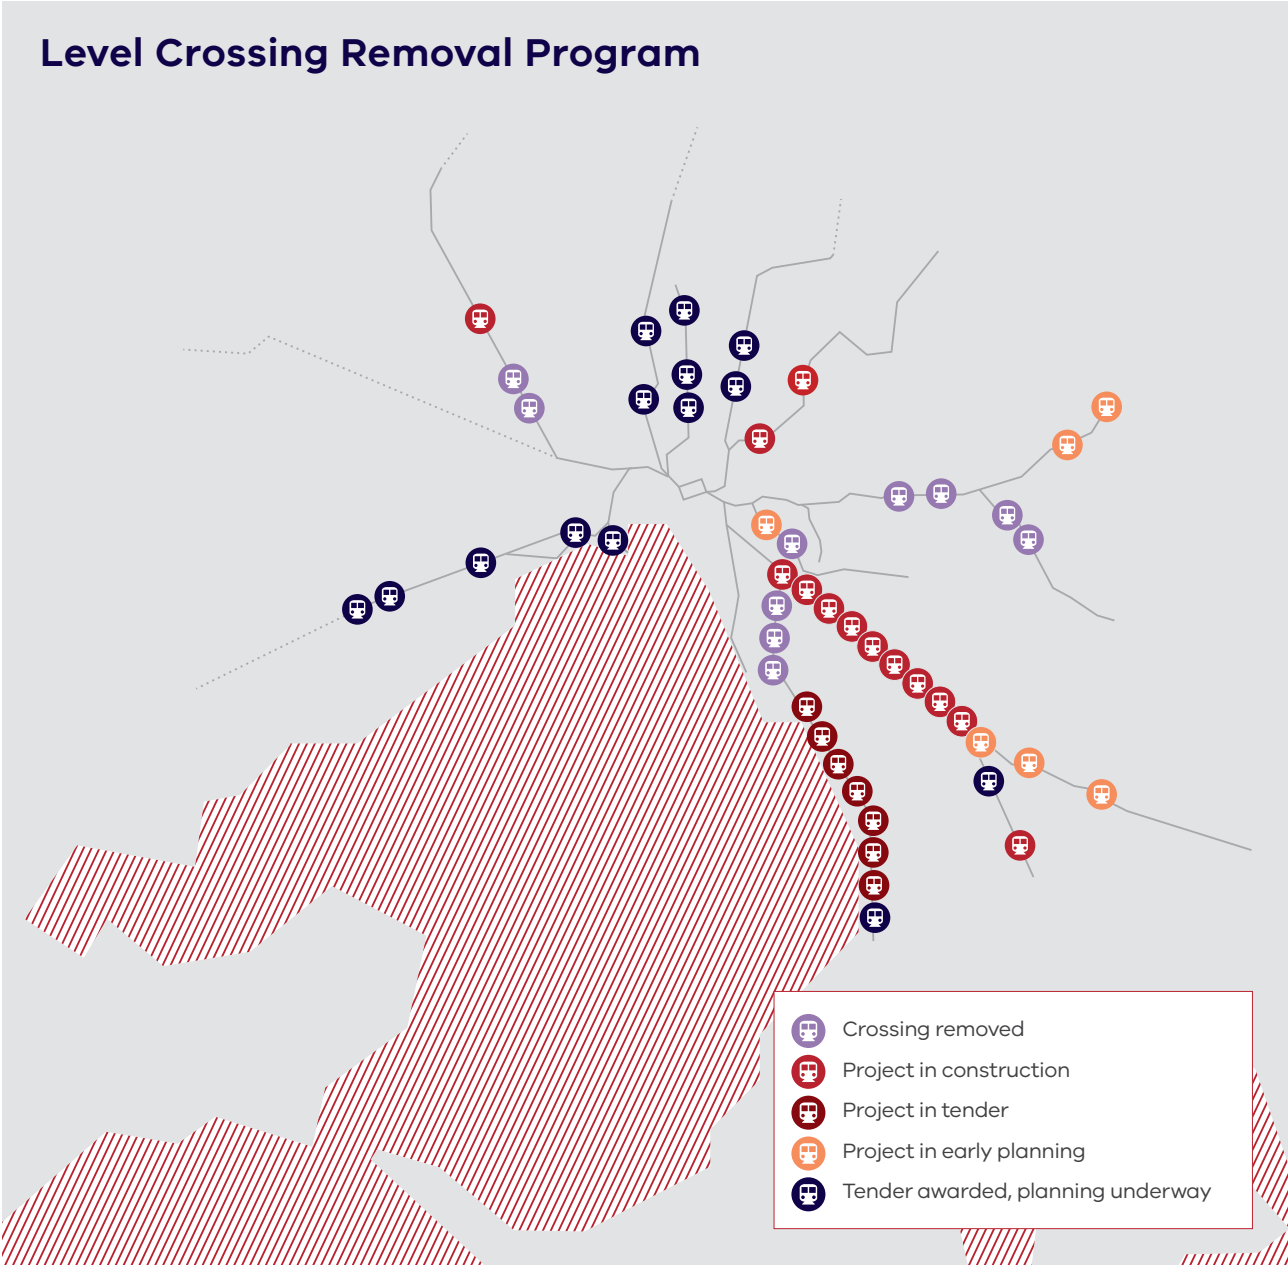 Level Crossing Removal Program
Crossing removed
Project in construction
Project in tender
Project in early planning
Tender awarded, planning underway